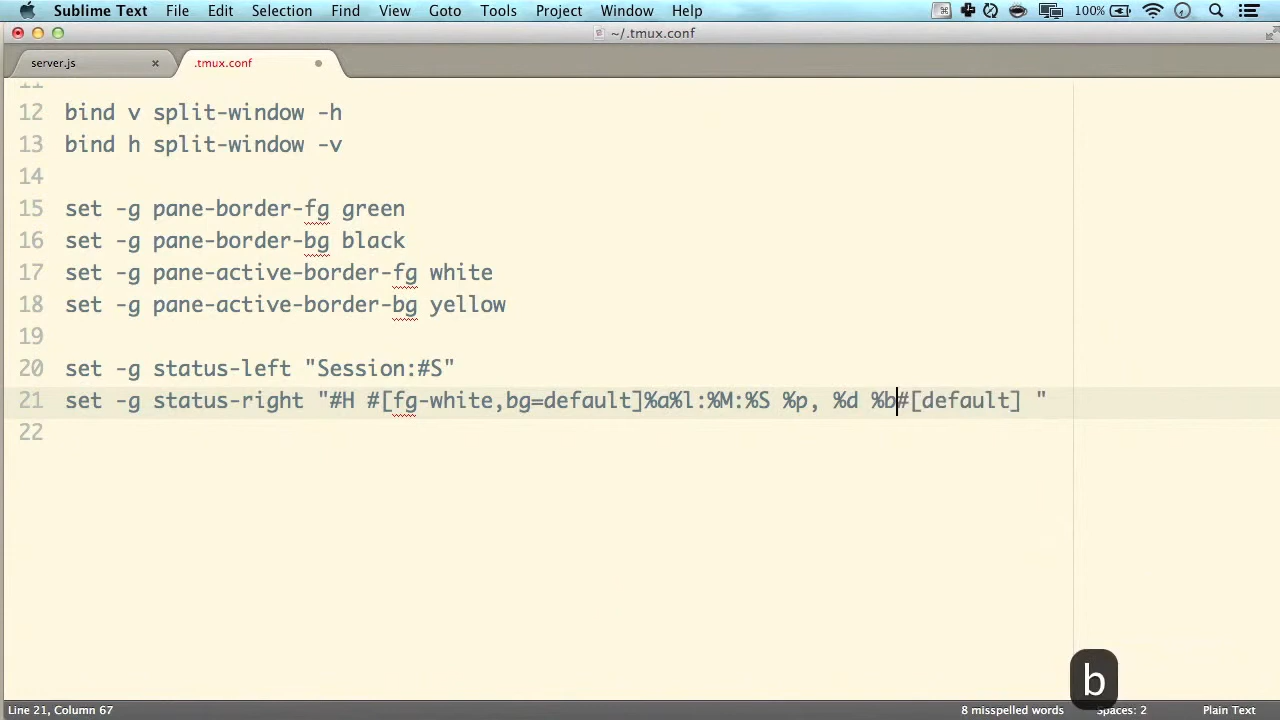 Sublime Text File Edit Selection Find View Goto Tools Project Window Help 100%
~/.tmux.conf
server.js × .tmux.conf
11
12 bind v split-window -h
13 bind h split-window -v
14
15 set -g pane-border-fg green
16 set -g pane-border-bg black
17 set -g pane-active-border-fg white
18 set -g pane-active-border-bg yellow
19
20 set -g status-left "Session:#S"
21 set -g status-right "#H #[fg-white,bg=default]%a%l:%M:%S %p, %d %b#[default] "
22
b
Line 21, Column 67 8 misspelled words Spaces: 2 Plain Text